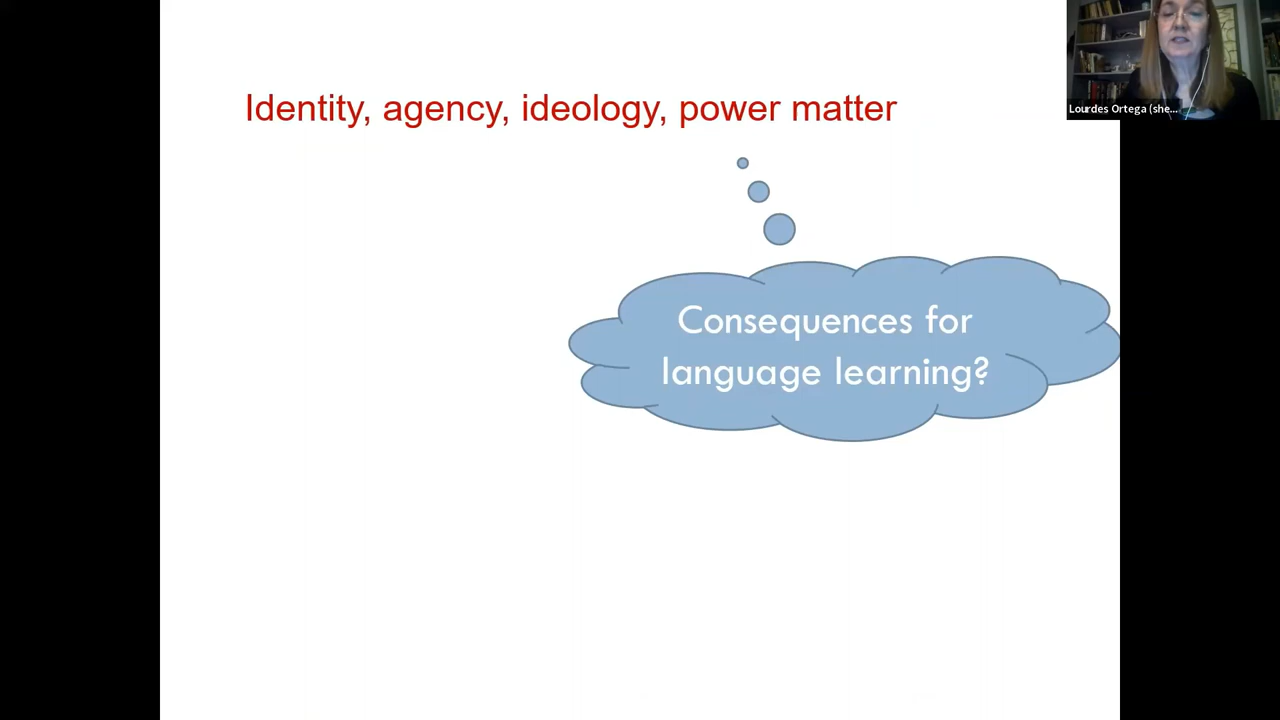 Identity, agency, ideology, power matter
Lourdes Ortega (she...
Consequences for
language learning?